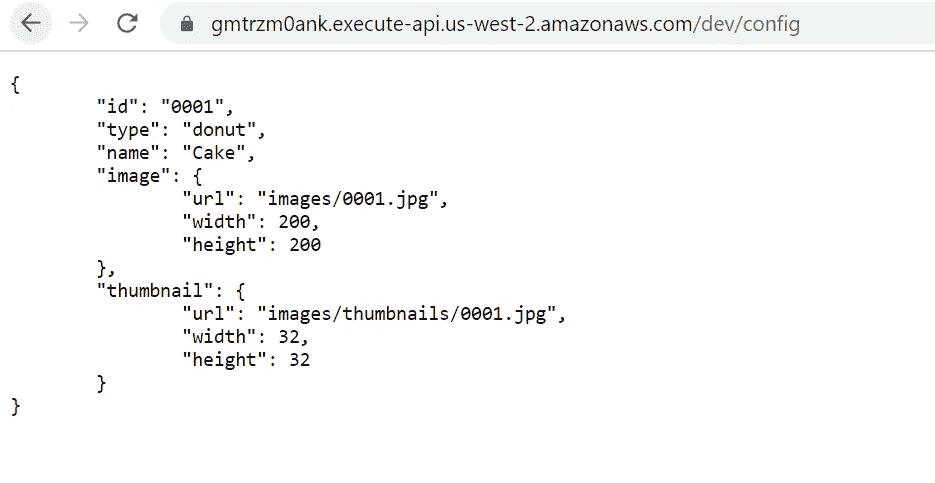 gmtrzm0ank.execute-api.us-west-2.amazonaws.com/dev/config
{
"id": "0001",
"type": "donut",
"name": "Cake",
"image": {
"url": "images/0001.jpg",
"width": 200,
"height": 200
},
"thumbnail": {
"url": "images/thumbnails/0001.jpg",
"width": 32,
"height": 32
}
}